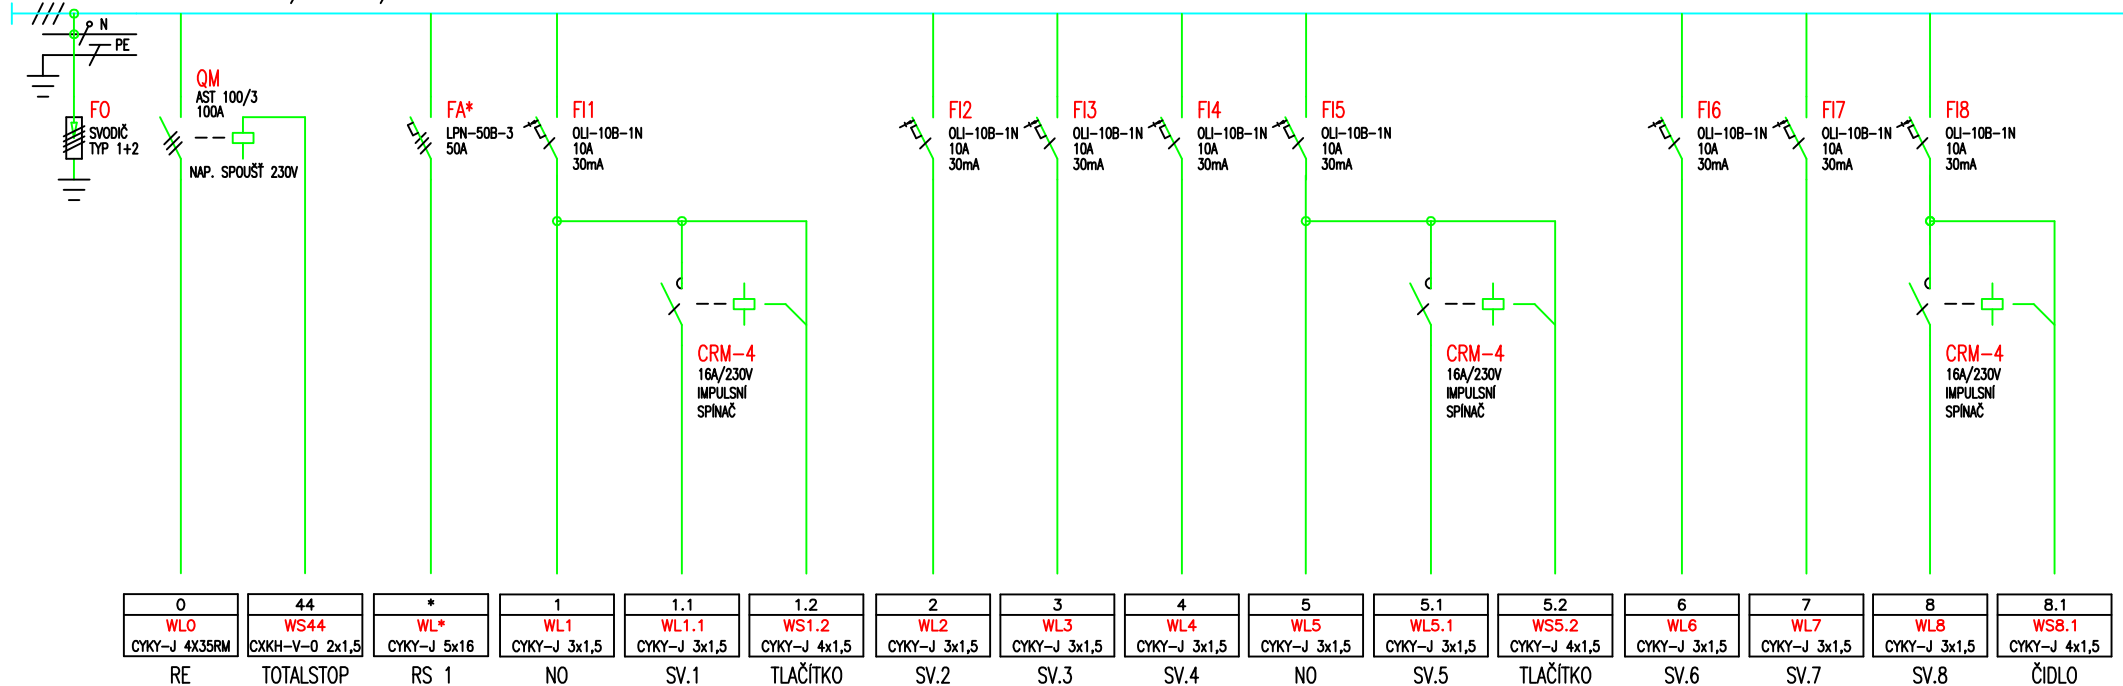 N
PE
FO
SVODIČ
TYP 1+2
QM
AST 100/3
100A
NAP. SPOUŠŤ 230V
FA*
LPN-50B-3
50A
FI1
OLI-10B-1N
10A
30mA
FI2
OLI-10B-1N
10A
30mA
FI3
OLI-10B-1N
10A
30mA
FI4
OLI-10B-1N
10A
30mA
FI5
OLI-10B-1N
10A
30mA
FI6
OLI-10B-1N
10A
30mA
FI7
OLI-10B-1N
10A
30mA
FI8
OLI-10B-1N
10A
30mA
CRM-4
16A/230V
IMPULSNÍ
SPÍNAČ
CRM-4
16A/230V
IMPULSNÍ
SPÍNAČ
CRM-4
16A/230V
IMPULSNÍ
SPÍNAČ
0
WL0
CYKY-J 4X35RM
RE
44
WS44
CXKH-V-0 2x1,5
TOTALSTOP
*
WL*
CYKY-J 5x16
RS 1
1
WL1
CYKY-J 3x1,5
NO
1.1
WL1.1
CYKY-J 3x1,5
SV.1
1.2
WS1.2
CYKY-J 4x1,5
TLAČÍTKO
2
WL2
CYKY-J 3x1,5
SV.2
3
WL3
CYKY-J 3x1,5
SV.3
4
WL4
CYKY-J 3x1,5
SV.4
5
WL5
CYKY-J 3x1,5
NO
5.1
WL5.1
CYKY-J 3x1,5
SV.5
5.2
WS5.2
CYKY-J 4x1,5
TLAČÍTKO
6
WL6
CYKY-J 3x1,5
SV.6
7
WL7
CYKY-J 3x1,5
SV.7
8
WL8
CYKY-J 3x1,5
SV.8
8.1
WS8.1
CYKY-J 4x1,5
ČIDLO